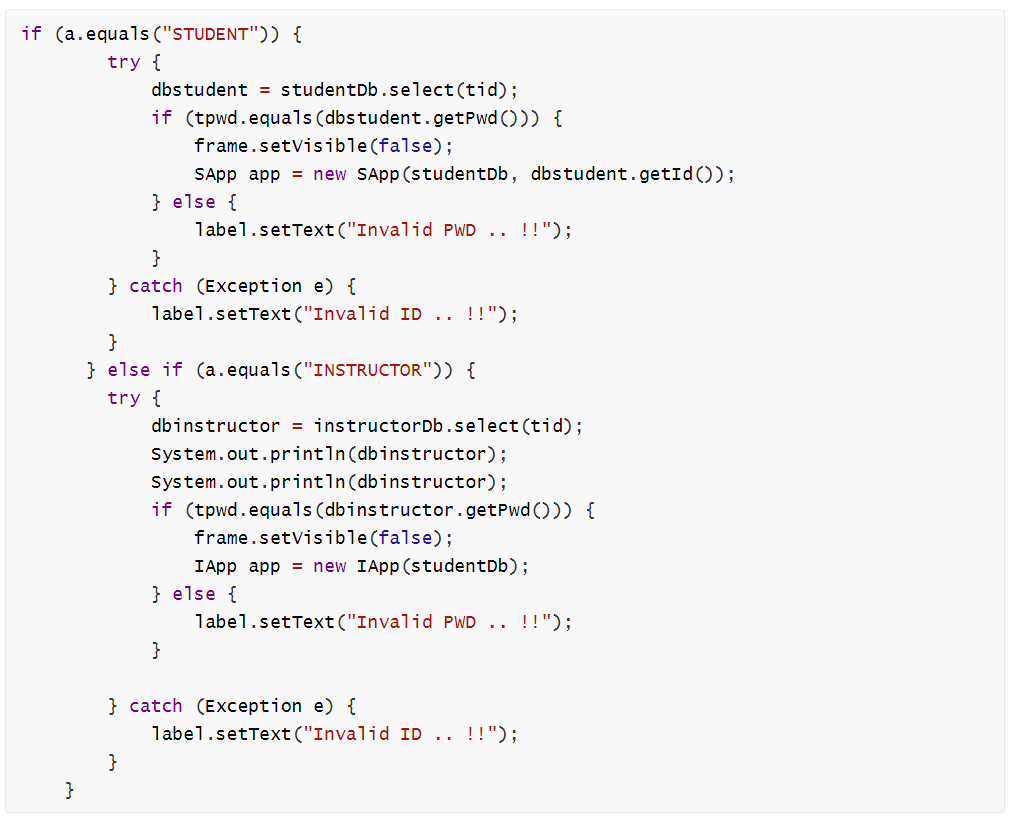 if (a.equals("STUDENT")) {
try {
dbstudent = studentDb.select(tid);
if (tpwd.equals(dbstudent.getPwd())) {
frame.setVisible(false);
SApp app = new SApp(studentDb, dbstudent.getId());
} else {
label.setText("Invalid PWD .. !!");
}
} catch (Exception e) {
label.setText("Invalid ID .. !!");
}
} else if (a.equals("INSTRUCTOR")) {
try {
dbinstructor = instructorDb.select(tid);
System.out.println(dbinstructor);
System.out.println(dbinstructor);
if (tpwd.equals(dbinstructor.getPwd())) {
frame.setVisible(false);
IApp app = new IApp(studentDb);
} else {
label.setText("Invalid PWD .. !!");
}
} catch (Exception e) {
label.setText("Invalid ID .. !!");
}
}